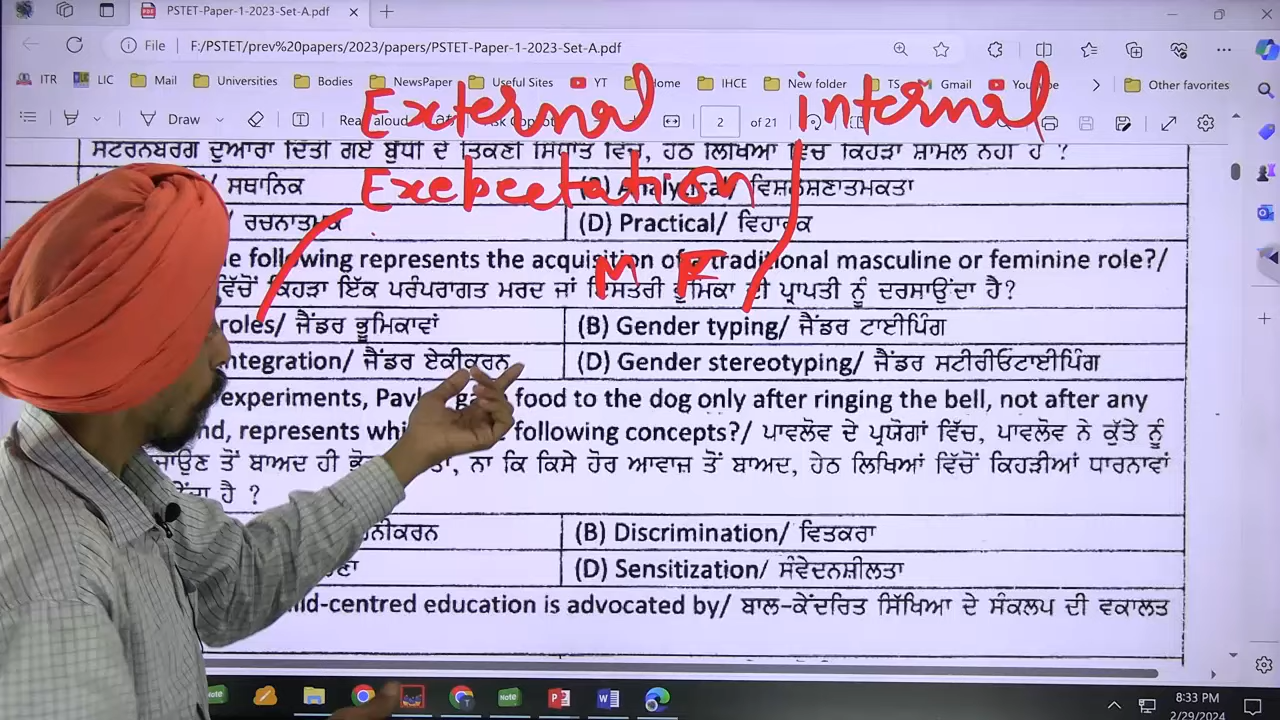 PSTET-Paper-1-2023-Set-A.pdf
File F:/PSTET/prev%20papers/2023/papers/PSTET-Paper-1-2023-Set-A.pdf
ITR LIC Mail Universities Bodies NewsPaper Useful Sites YT Home IHCE New folder TS Gmail Other favorites
External internal
Draw Read aloud 2 of 21
ਸਟਰਨਬਰਗ ਦੁਆਰਾ ਦਿੱਤੀ ਗਏ ਬੁੱਧੀ ਦੇ ਤਿਕੋਣੀ ਸਿਧਾਂਤ ਵਿੱਚ, ਹੇਠ ਲਿਖਿਆਂ ਵਿੱਚ ਕਿਹੜਾ ਸ਼ਾਮਲ ਨਹੀਂ ਹੈ ?
Exepectation
/ ਸਥਾਨਿਕ Analytical/ ਵਿਸ਼ਲੇਸ਼ਣਾਤਮਕਤਾ
/ ਰਚਨਾਤਮਕ (D) Practical/ ਵਿਹਾਰਕ
M F
following represents the acquisition of traditional masculine or feminine role?/
ਵਿੱਚੋਂ ਕਿਹੜਾ ਇੱਕ ਪਰੰਪਰਾਗਤ ਮਰਦ ਜਾਂ ਇਸਤਰੀ ਭੂਮਿਕਾ ਦੀ ਪ੍ਰਾਪਤੀ ਨੂੰ ਦਰਸਾਉਂਦਾ ਹੈ?
roles/ ਜੈਂਡਰ ਭੂਮਿਕਾਵਾਂ (B) Gender typing/ ਜੈਂਡਰ ਟਾਈਪਿੰਗ
ntegration/ ਜੈਂਡਰ ਏਕੀਕਰਨ (D) Gender stereotyping/ ਜੈਂਡਰ ਸਟੀਰੀਓਟਾਈਪਿੰਗ
experiments, food to the dog only after ringing the bell, not after any
nd, represents following concepts?/ ਪਾਵਲੋਵ ਦੇ ਪ੍ਰਯੋਗਾਂ ਵਿੱਚ, ਪਾਵਲੋਵ ਨੇ ਕੁੱਤੇ ਨੂੰ
ਜਾਉਣ ਤੋਂ ਬਾਅਦ ਹੀ ਨਾ ਕਿ ਕਿਸੇ ਹੋਰ ਆਵਾਜ਼ ਤੋਂ ਬਾਅਦ, ਹੇਠ ਲਿਖਿਆਂ ਵਿੱਚੋਂ ਕਿਹੜੀਆਂ ਧਾਰਨਾਵਾਂ
ਹੈ ?
ਨੀਕਰਨ (B) Discrimination/ ਵਿਤਕਰਾ
(D) Sensitization/ ਸੰਵੇਦਨਸ਼ੀਲਤਾ
ild-centred education is advocated by/ ਬਾਲ-ਕੇਂਦਰਿਤ ਸਿੱਖਿਆ ਦੇ ਸੰਕਲਪ ਦੀ ਵਕਾਲਤ
8:33 PM
2/29/2024